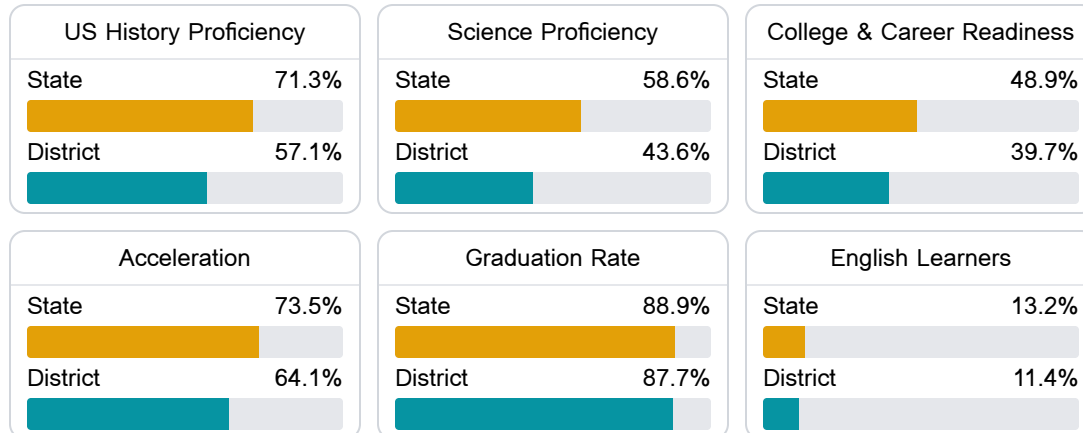 US History Proficiency
State 71.3%
District 57.1%
Science Proficiency
State 58.6%
District 43.6%
College & Career Readiness
State 48.9%
District 39.7%
Acceleration
State 73.5%
District 64.1%
Graduation Rate
State 88.9%
District 87.7%
English Learners
State 13.2%
District 11.4%